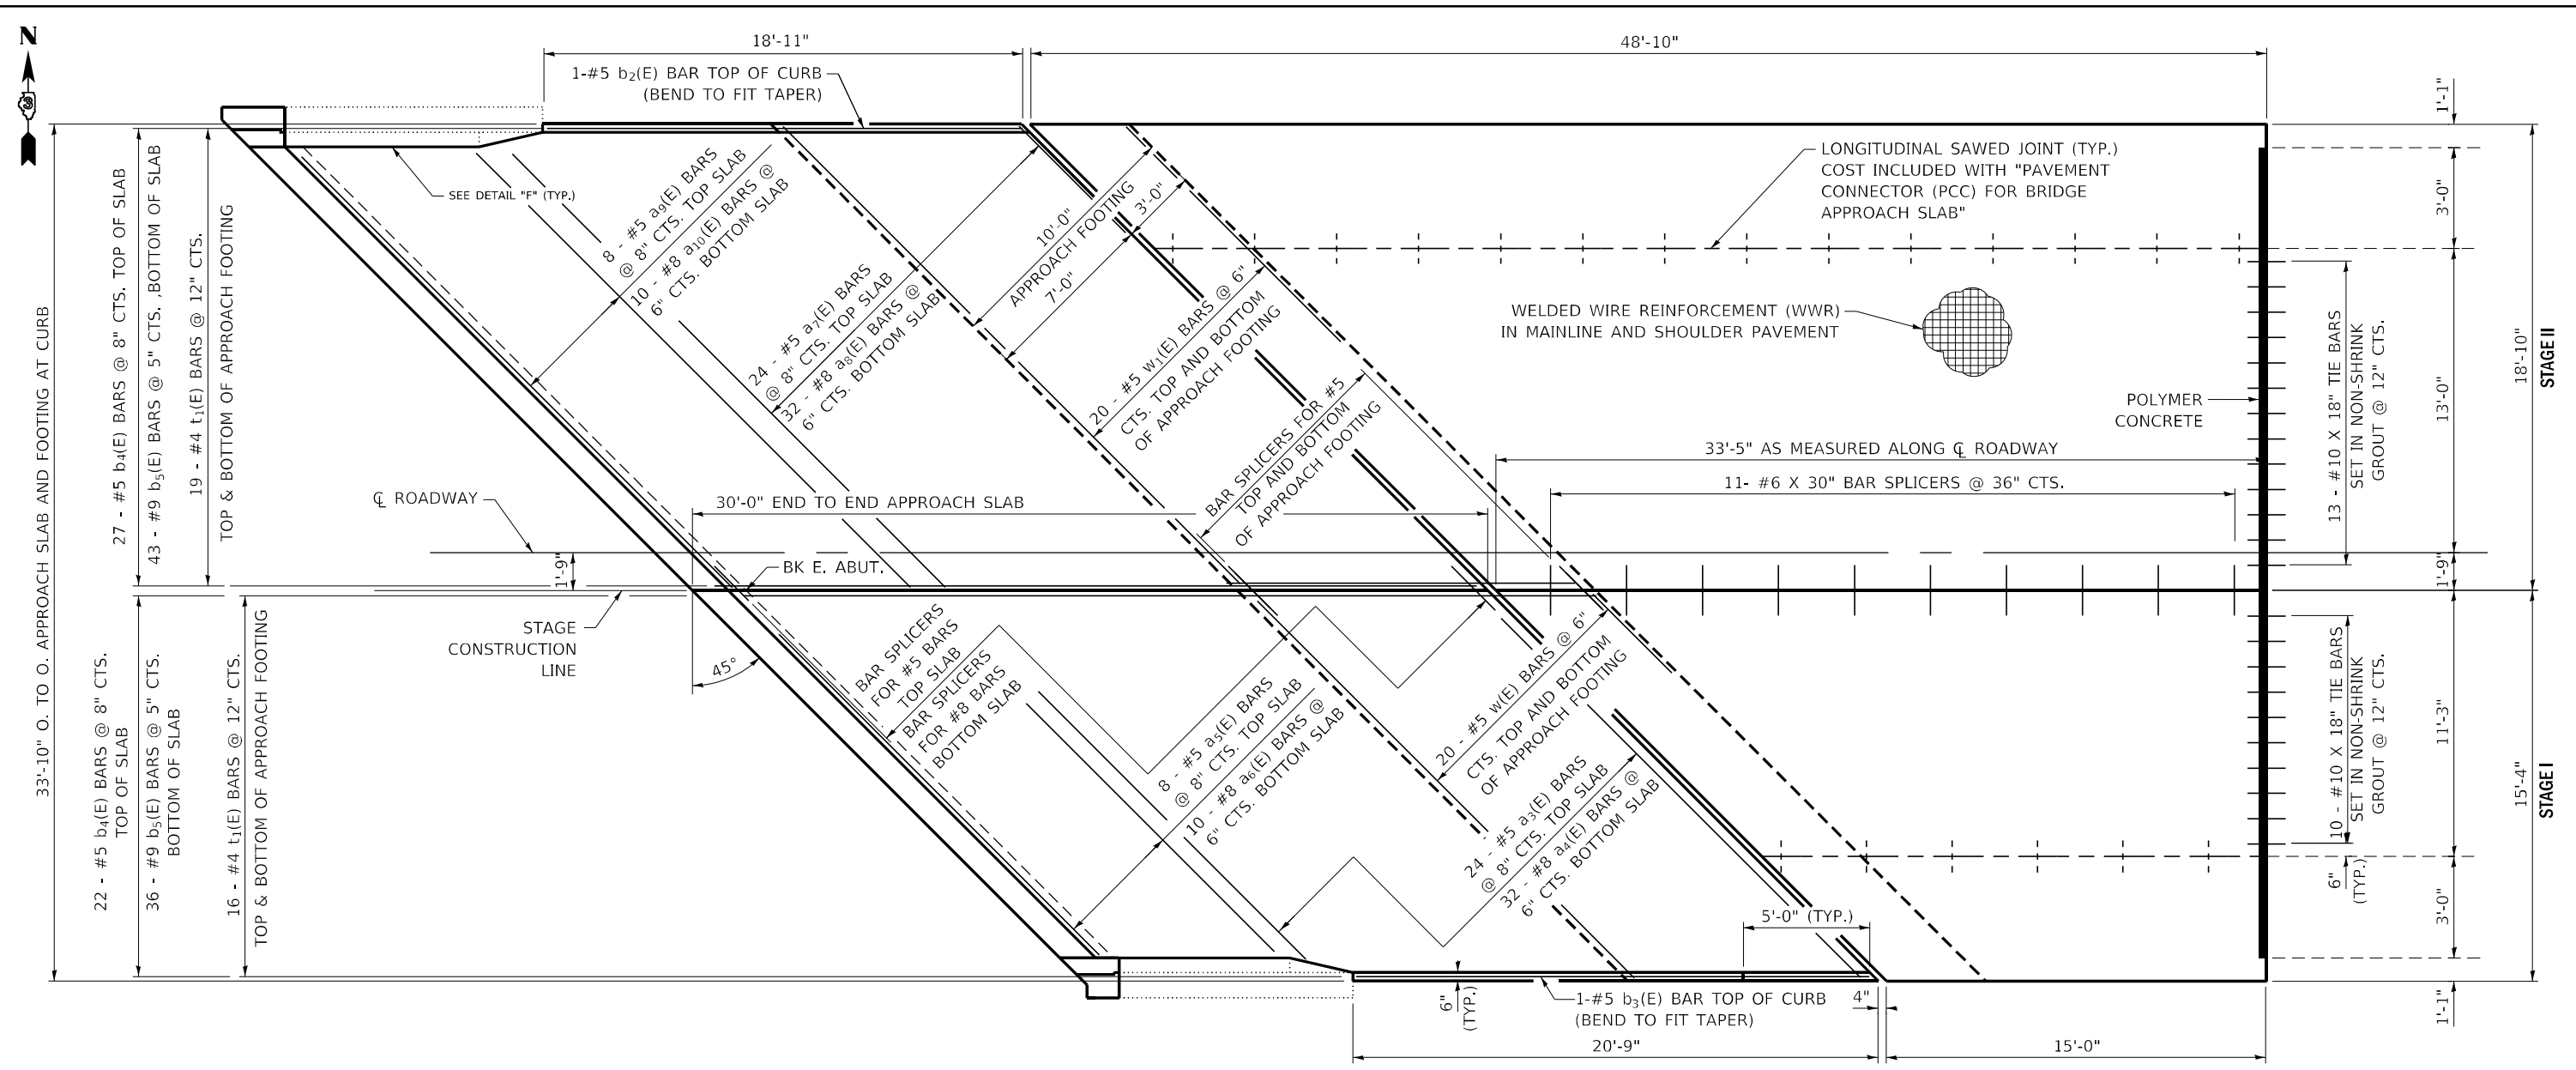 N
18'-11"
48'-10"
1-#5 b₂(E) BAR TOP OF CURB
(BEND TO FIT TAPER)
SEE DETAIL "F" (TYP.)
LONGITUDINAL SAWED JOINT (TYP.)
COST INCLUDED WITH "PAVEMENT
CONNECTOR (PCC) FOR BRIDGE
APPROACH SLAB"
WELDED WIRE REINFORCEMENT (WWR)
IN MAINLINE AND SHOULDER PAVEMENT
POLYMER
CONCRETE
33'-5" AS MEASURED ALONG ℄ ROADWAY
11- #6 X 30" BAR SPLICERS @ 36" CTS.
30'-0" END TO END APPROACH SLAB
℄ ROADWAY
1'-9"
BK E. ABUT.
STAGE
CONSTRUCTION
LINE
45°
33'-10" O. TO O. APPROACH SLAB AND FOOTING AT CURB
27 - #5 b₄(E) BARS @ 8" CTS. TOP OF SLAB
43 - #9 b₅(E) BARS @ 5" CTS. ,BOTTOM OF SLAB
19 - #4 t₁(E) BARS @ 12" CTS.
TOP & BOTTOM OF APPROACH FOOTING
22 - #5 b₄(E) BARS @ 8" CTS.
TOP OF SLAB
36 - #9 b₅(E) BARS @ 5" CTS.
BOTTOM OF SLAB
16 - #4 t₁(E) BARS @ 12" CTS.
TOP & BOTTOM OF APPROACH FOOTING
8 - #5 a₉(E) BARS
@ 8" CTS. TOP SLAB
10 - #8 a₁₀(E) BARS @
6" CTS. BOTTOM SLAB
24 - #5 a₇(E) BARS
@ 8" CTS. TOP SLAB
32 - #8 a₈(E) BARS @
6" CTS. BOTTOM SLAB
10'-0"
APPROACH FOOTING
3'-0"
7'-0"
20 - #5 w₁(E) BARS @ 6"
CTS. TOP AND BOTTOM
OF APPROACH FOOTING
BAR SPLICERS FOR #5
TOP AND BOTTOM
OF APPROACH FOOTING
BAR SPLICERS
FOR #5 BARS
TOP SLAB
BAR SPLICERS
FOR #8 BARS
BOTTOM SLAB
8 - #5 a₅(E) BARS
@ 8" CTS. TOP SLAB
10 - #8 a₆(E) BARS @
6" CTS. BOTTOM SLAB
20 - #5 w(E) BARS @ 6"
CTS. TOP AND BOTTOM
OF APPROACH FOOTING
24 - #5 a₃(E) BARS
@ 8" CTS. TOP SLAB
32 - #8 a₄(E) BARS @
6" CTS. BOTTOM SLAB
5'-0" (TYP.)
1-#5 b₃(E) BAR TOP OF CURB
(BEND TO FIT TAPER)
6"
(TYP.)
4"
20'-9"
15'-0"
13 - #10 X 18" TIE BARS
SET IN NON-SHRINK
GROUT @ 12" CTS.
10 - #10 X 18" TIE BARS
SET IN NON-SHRINK
GROUT @ 12" CTS.
6"
(TYP.)
1'-1"
3'-0"
13'-0"
1'-9"
11'-3"
3'-0"
1'-1"
18'-10"
STAGE II
15'-4"
STAGE I